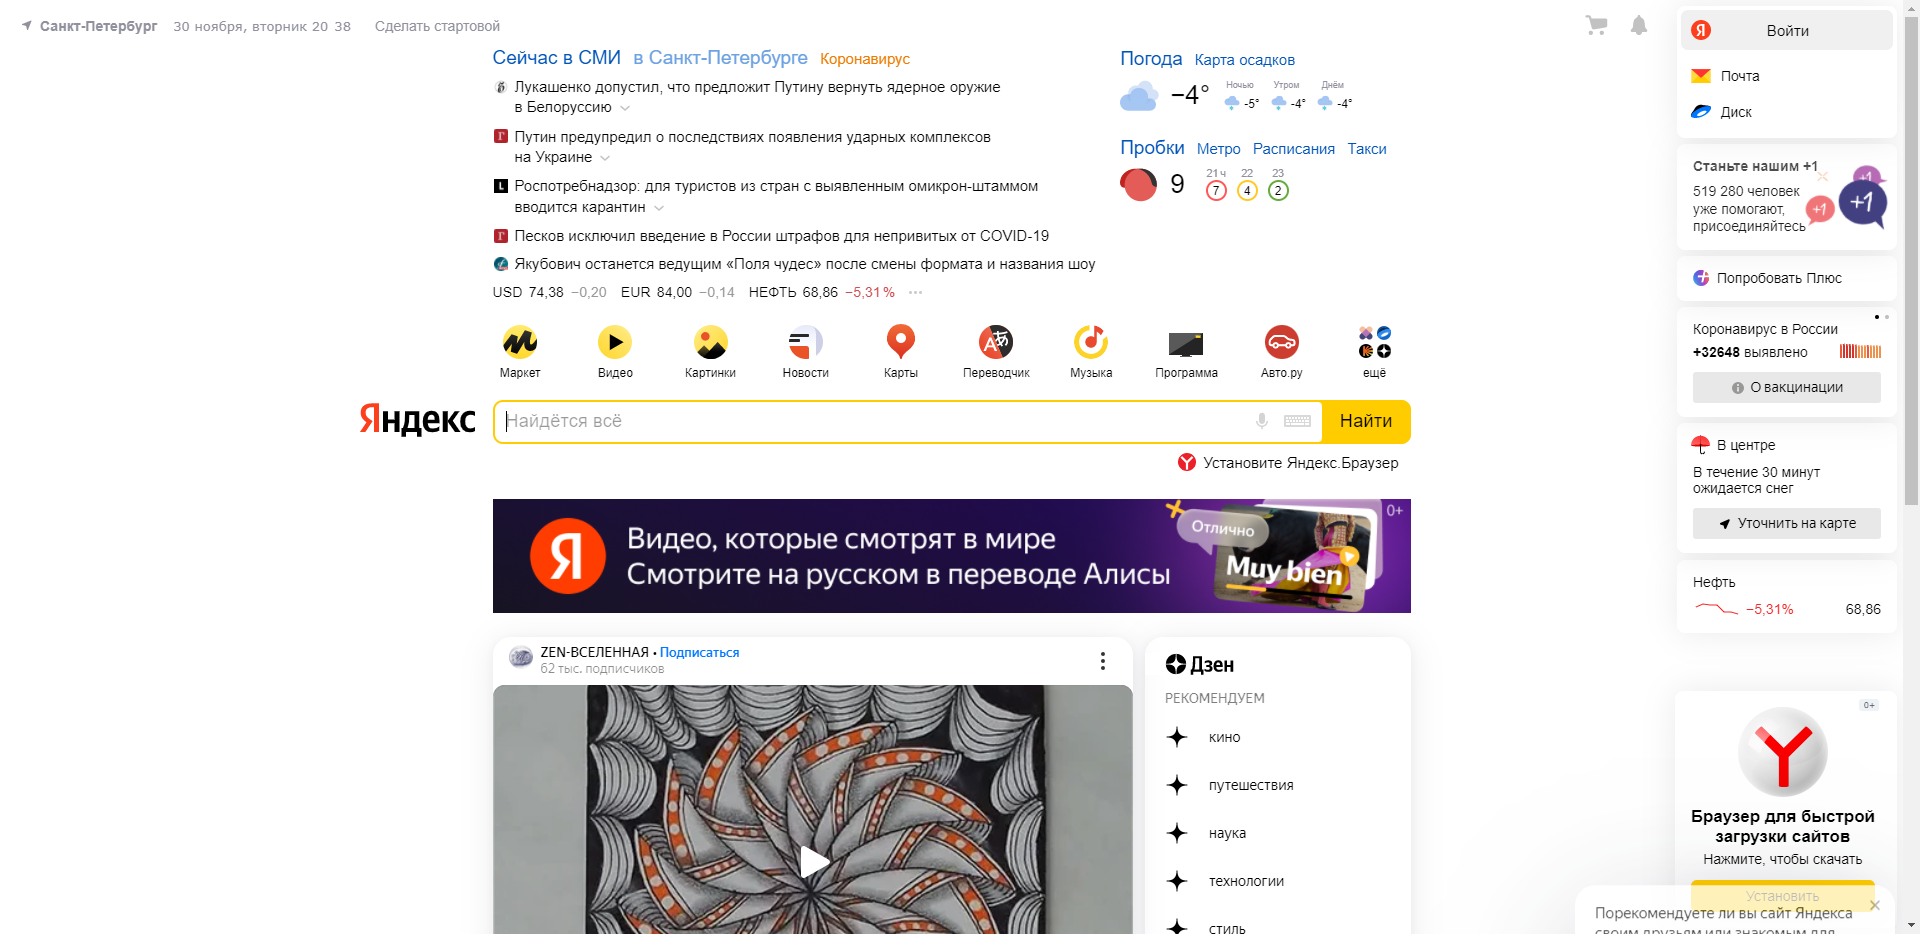 Санкт-Петербург 30 ноября, вторник 20 38 Сделать стартовой
Сейчас в СМИ в Санкт-Петербурге Коронавирус
Лукашенко допустил, что предложит Путину вернуть ядерное оружие
в Белоруссию
Путин предупредил о последствиях появления ударных комплексов
на Украине
Роспотребнадзор: для туристов из стран с выявленным омикрон-штаммом
вводится карантин
Песков исключил введение в России штрафов для непривитых от COVID-19
Якубович останется ведущим «Поля чудес» после смены формата и названия шоу
USD 74,38 −0,20 EUR 84,00 −0,14 НЕФТЬ 68,86 −5,31%
Погода Карта осадков
−4° Ночью -5° Утром -4° Днём -4°
Пробки Метро Расписания Такси
9 21 ч 7 22 4 23 2
Маркет Видео Картинки Новости Карты Переводчик Музыка Программа Авто.ру ещё
Яндекс Найдётся всё Найти
Установите Яндекс.Браузер
Я Видео, которые смотрят в мире
Смотрите на русском в переводе Алисы
Отлично
Muy bien
0+
ZEN-ВСЕЛЕННАЯ • Подписаться
62 тыс. подписчиков
Дзен
РЕКОМЕНДУЕМ
кино
путешествия
наука
технологии
стиль
Войти
Почта
Диск
Станьте нашим +1
519 280 человек
уже помогают,
присоединяйтесь
+1
+1
+1
Попробовать Плюс
Коронавирус в России
+32648 выявлено
О вакцинации
В центре
В течение 30 минут
ожидается снег
Уточнить на карте
Нефть
−5,31% 68,86
0+
Браузер для быстрой
загрузки сайтов
Нажмите, чтобы скачать
Установить
Порекомендуете ли вы сайт Яндекса
своим друзьям или знакомым для